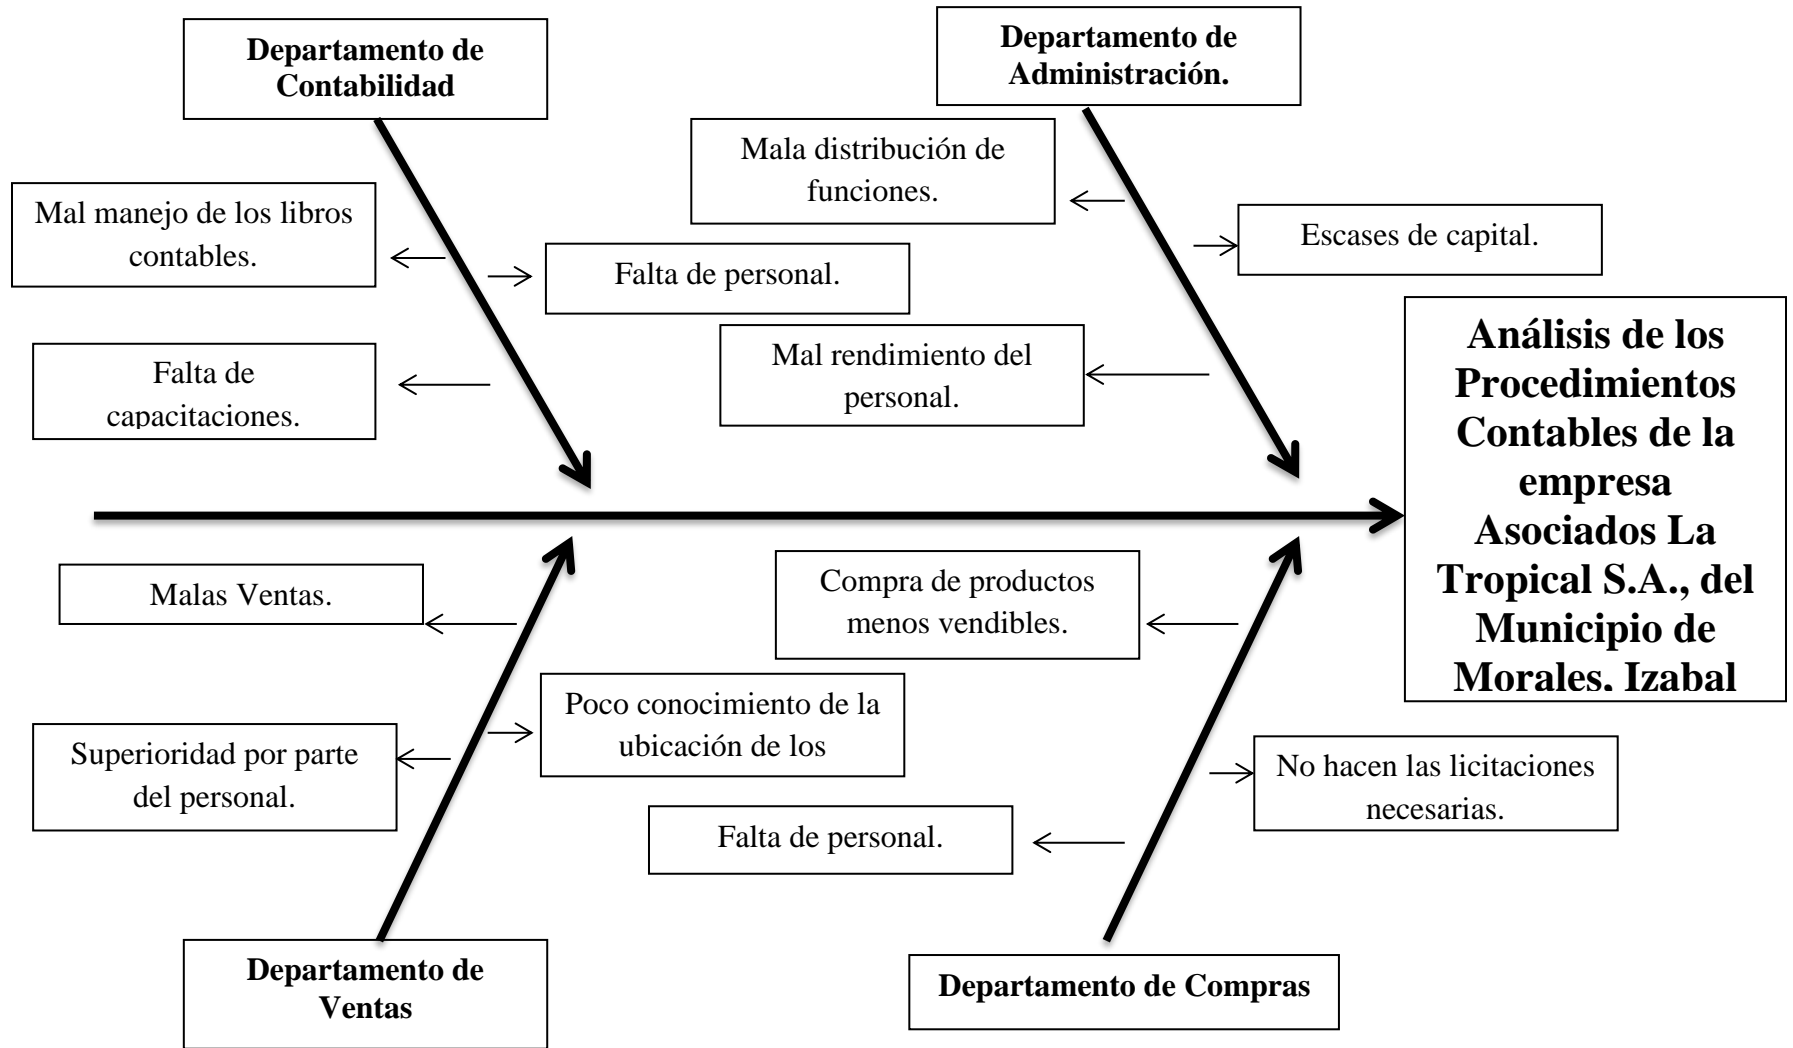 Departamento de
Contabilidad
Departamento de
Administración.
Mala distribución de
funciones.
Mal manejo de los libros
contables.
Escases de capital.
Falta de personal.
Mal rendimiento del
personal.
Falta de
capacitaciones.
Análisis de los
Procedimientos
Contables de la
empresa
Asociados La
Tropical S.A., del
Municipio de
Morales, Izabal
Malas Ventas.
Compra de productos
menos vendibles.
Poco conocimiento de la
ubicación de los
Superioridad por parte
del personal.
No hacen las licitaciones
necesarias.
Falta de personal.
Departamento de
Ventas
Departamento de Compras